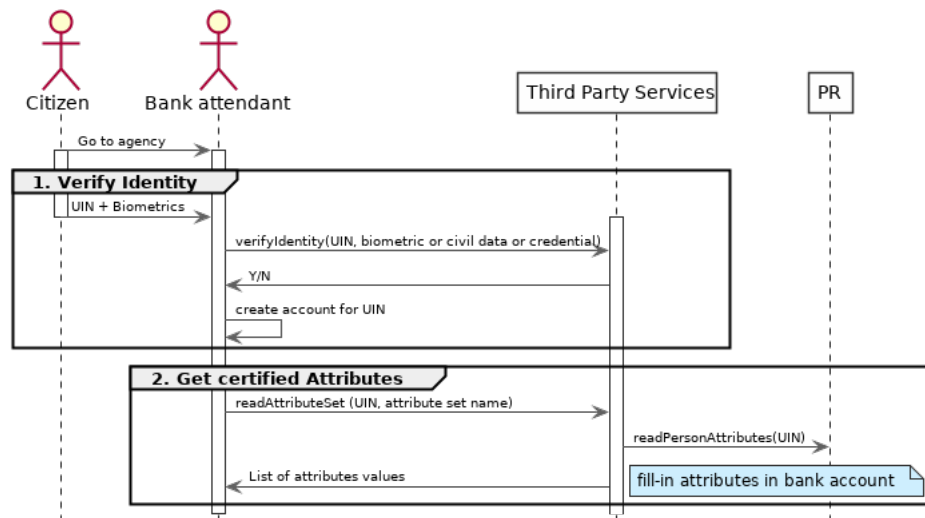 Citizen
Bank attendant
Third Party Services
PR
Go to agency
1. Verify Identity
UIN + Biometrics
verifyIdentity(UIN, biometric or civil data or credential)
Y/N
create account for UIN
2. Get certified Attributes
readAttributeSet (UIN, attribute set name)
readPersonAttributes(UIN)
List of attributes values
fill-in attributes in bank account